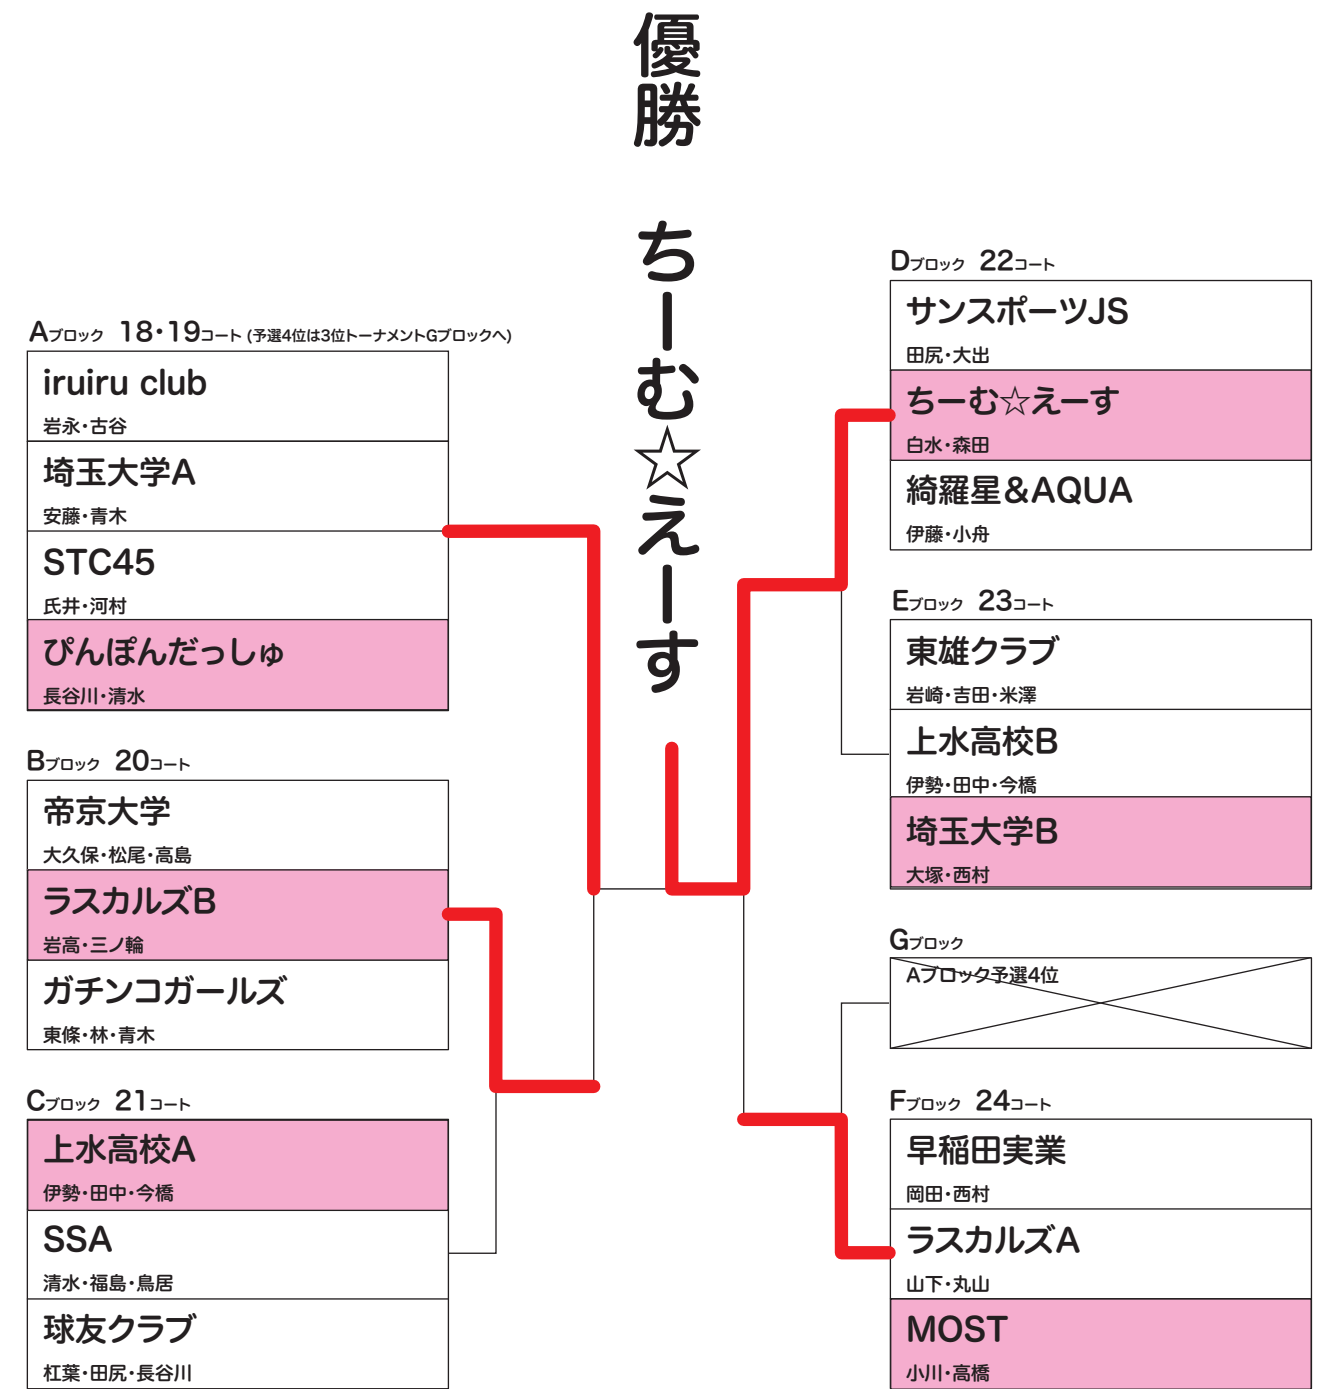 優勝 ちーむ☆えーす
Aブロック 18・19コート (予選4位は3位トーナメントGブロックへ)
iruiru club
岩永・古谷
埼玉大学A
安藤・青木
STC45
氏井・河村
ぴんぽんだっしゅ
長谷川・清水
Bブロック 20コート
帝京大学
大久保・松尾・高島
ラスカルズB
岩高・三ノ輪
ガチンコガールズ
東條・林・青木
Cブロック 21コート
上水高校A
伊勢・田中・今橋
SSA
清水・福島・鳥居
球友クラブ
杠葉・田尻・長谷川
Dブロック 22コート
サンスポーツJS
田尻・大出
ちーむ☆えーす
白水・森田
綺羅星&AQUA
伊藤・小舟
Eブロック 23コート
東雄クラブ
岩崎・吉田・米澤
上水高校B
伊勢・田中・今橋
埼玉大学B
大塚・西村
Gブロック
Aブロック予選4位
Fブロック 24コート
早稲田実業
岡田・西村
ラスカルズA
山下・丸山
MOST
小川・高橋